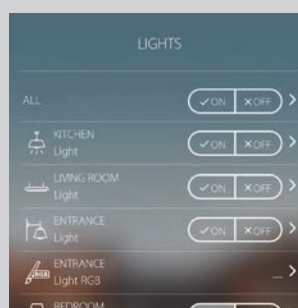 LIGHTS
ALL
✓ON ✕OFF
KITCHEN
Light
✓ON ✕OFF
LIVING ROOM
Light
✓ON ✕OFF
ENTRANCE
Light
✓ON ✕OFF
RGB
ENTRANCE
Light RGB
BEDROOM